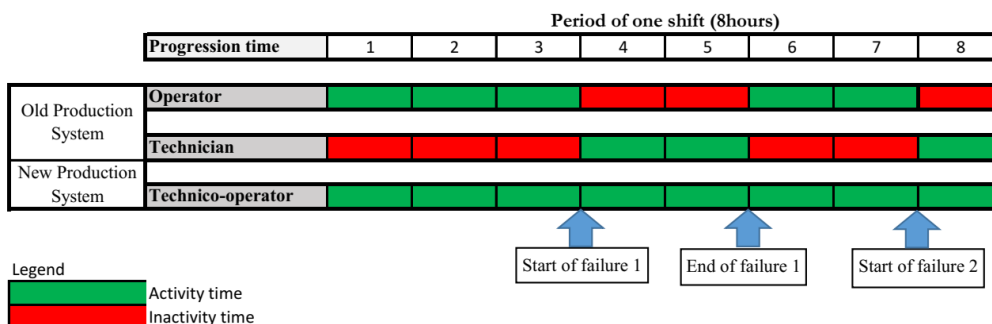 Period of one shift (8hours)
Progression time 1 2 3 4 5 6 7 8
Old Production
System
Operator
Technician
New Production
System
Technico-operator
Start of failure 1
End of failure 1
Start of failure 2
Legend
Activity time
Inactivity time